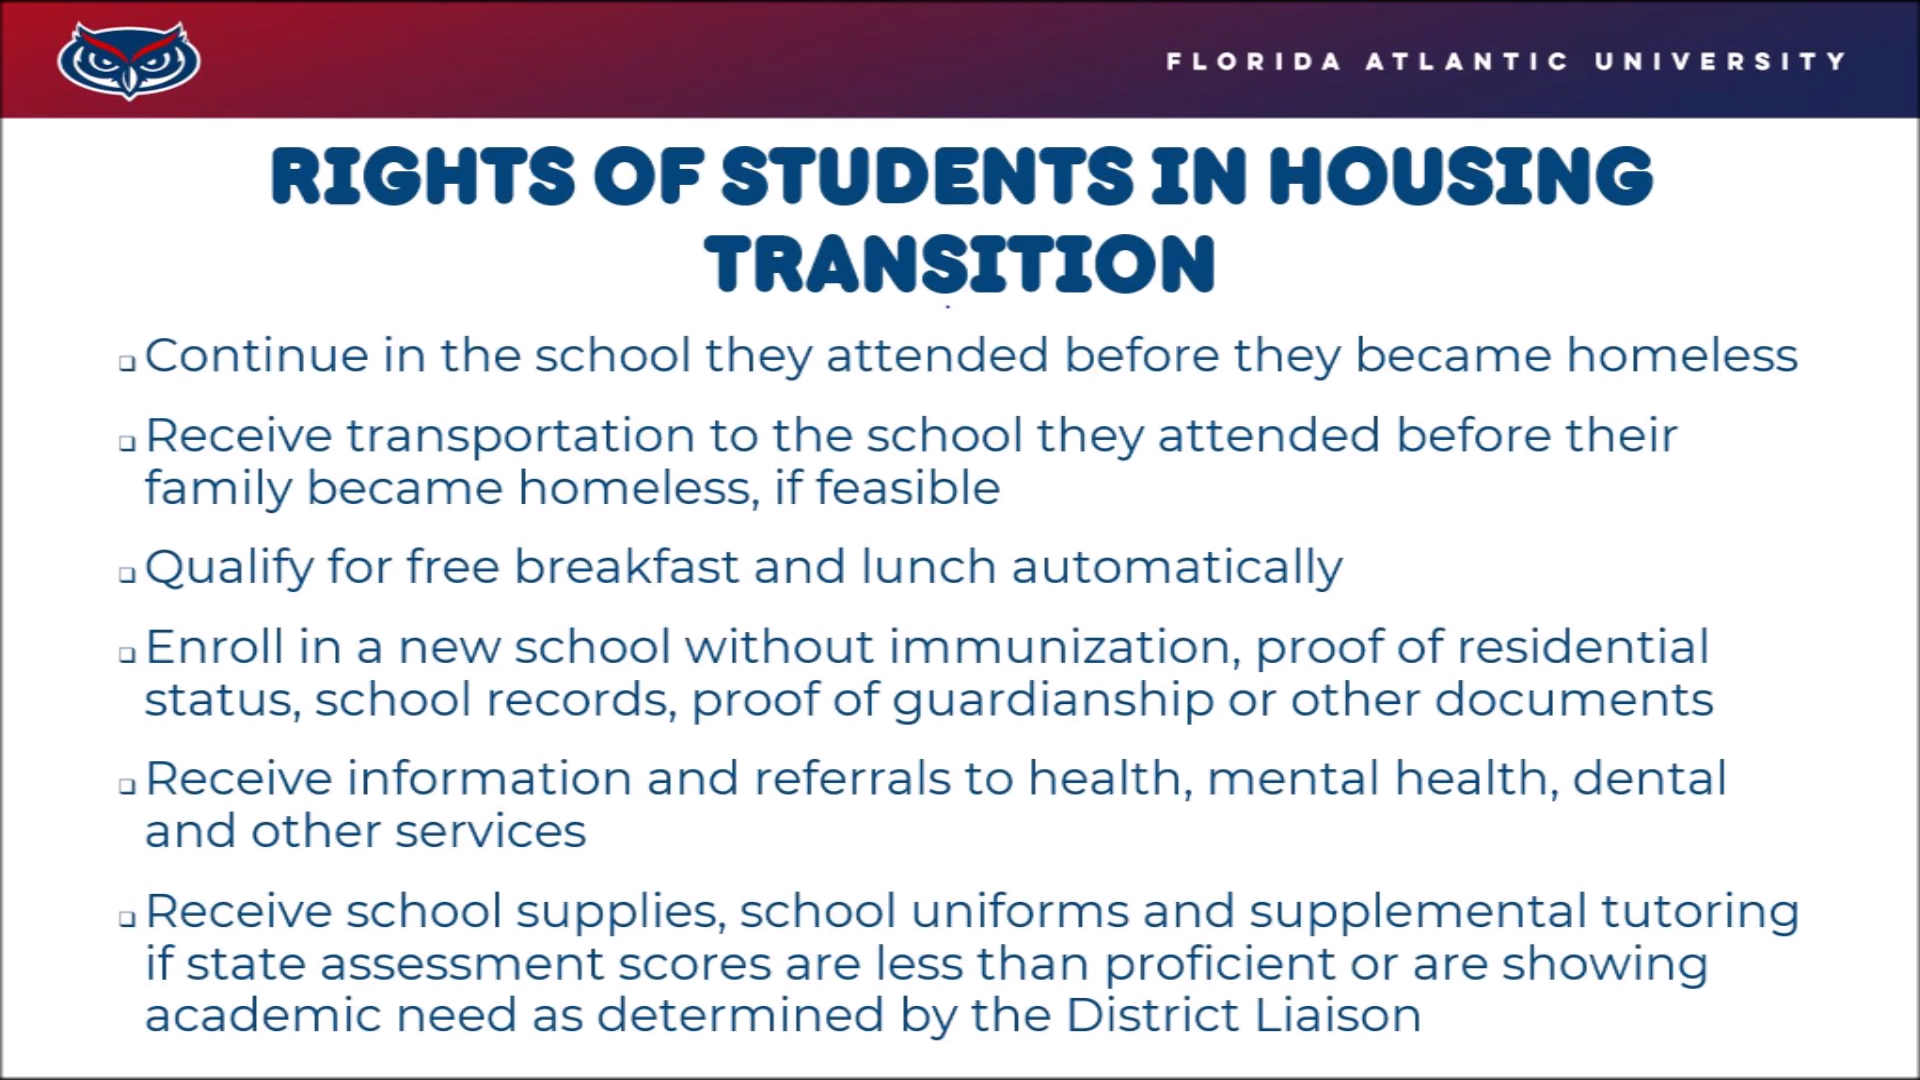 FLORIDA ATLANTIC UNIVERSITY
RIGHTS OF STUDENTS IN HOUSING
TRANSITION
❑ Continue in the school they attended before they became homeless
❑ Receive transportation to the school they attended before their
family became homeless, if feasible
❑ Qualify for free breakfast and lunch automatically
❑ Enroll in a new school without immunization, proof of residential
status, school records, proof of guardianship or other documents
❑ Receive information and referrals to health, mental health, dental
and other services
❑ Receive school supplies, school uniforms and supplemental tutoring
if state assessment scores are less than proficient or are showing
academic need as determined by the District Liaison